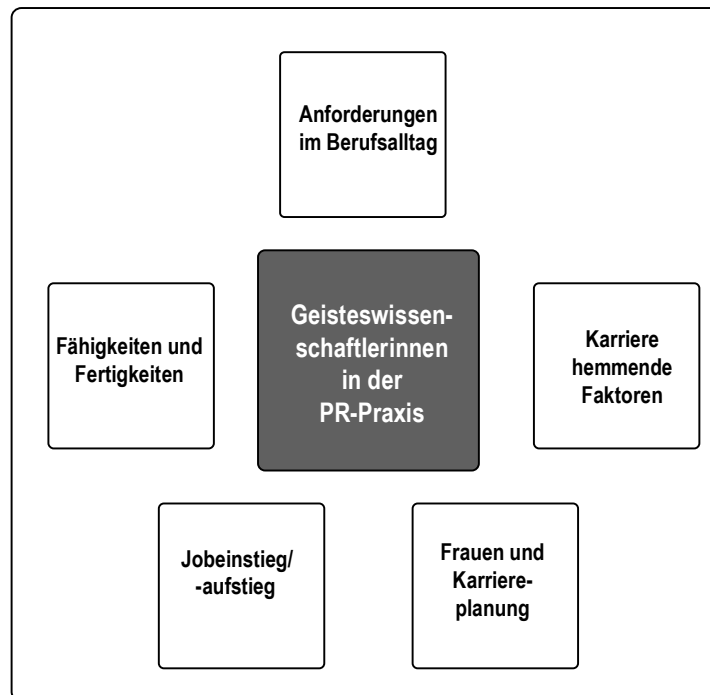 Anforderungen
im Berufsalltag
Geisteswissen-
schaftlerinnen
in der
PR-Praxis
Fähigkeiten und
Fertigkeiten
Karriere
hemmende
Faktoren
Jobeinstieg/
-aufstieg
Frauen und
Karriere-
planung